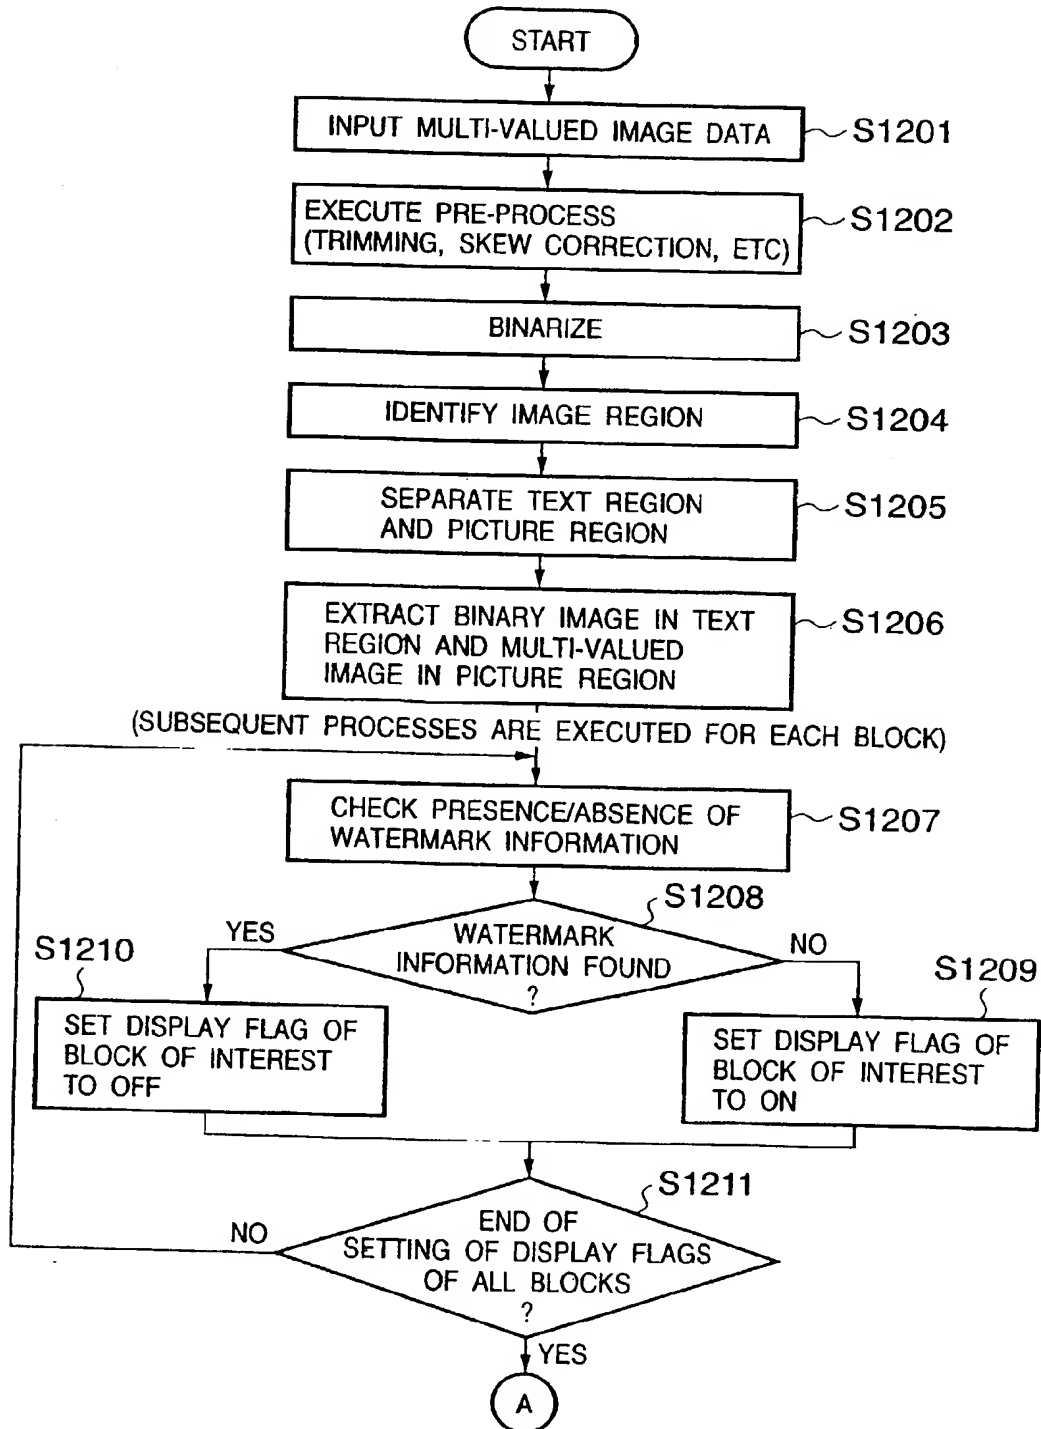 START
INPUT MULTI-VALUED IMAGE DATA
S1201
EXECUTE PRE-PROCESS
(TRIMMING, SKEW CORRECTION, ETC)
S1202
BINARIZE
S1203
IDENTIFY IMAGE REGION
S1204
SEPARATE TEXT REGION
AND PICTURE REGION
S1205
EXTRACT BINARY IMAGE IN TEXT
REGION AND MULTI-VALUED
IMAGE IN PICTURE REGION
S1206
(SUBSEQUENT PROCESSES ARE EXECUTED FOR EACH BLOCK)
CHECK PRESENCE/ABSENCE OF
WATERMARK INFORMATION
S1207
S1208
WATERMARK
INFORMATION FOUND
?
YES
NO
S1210
SET DISPLAY FLAG OF
BLOCK OF INTEREST
TO OFF
S1209
SET DISPLAY FLAG OF
BLOCK OF INTEREST
TO ON
S1211
END OF
SETTING OF DISPLAY FLAGS
OF ALL BLOCKS
?
NO
YES
A